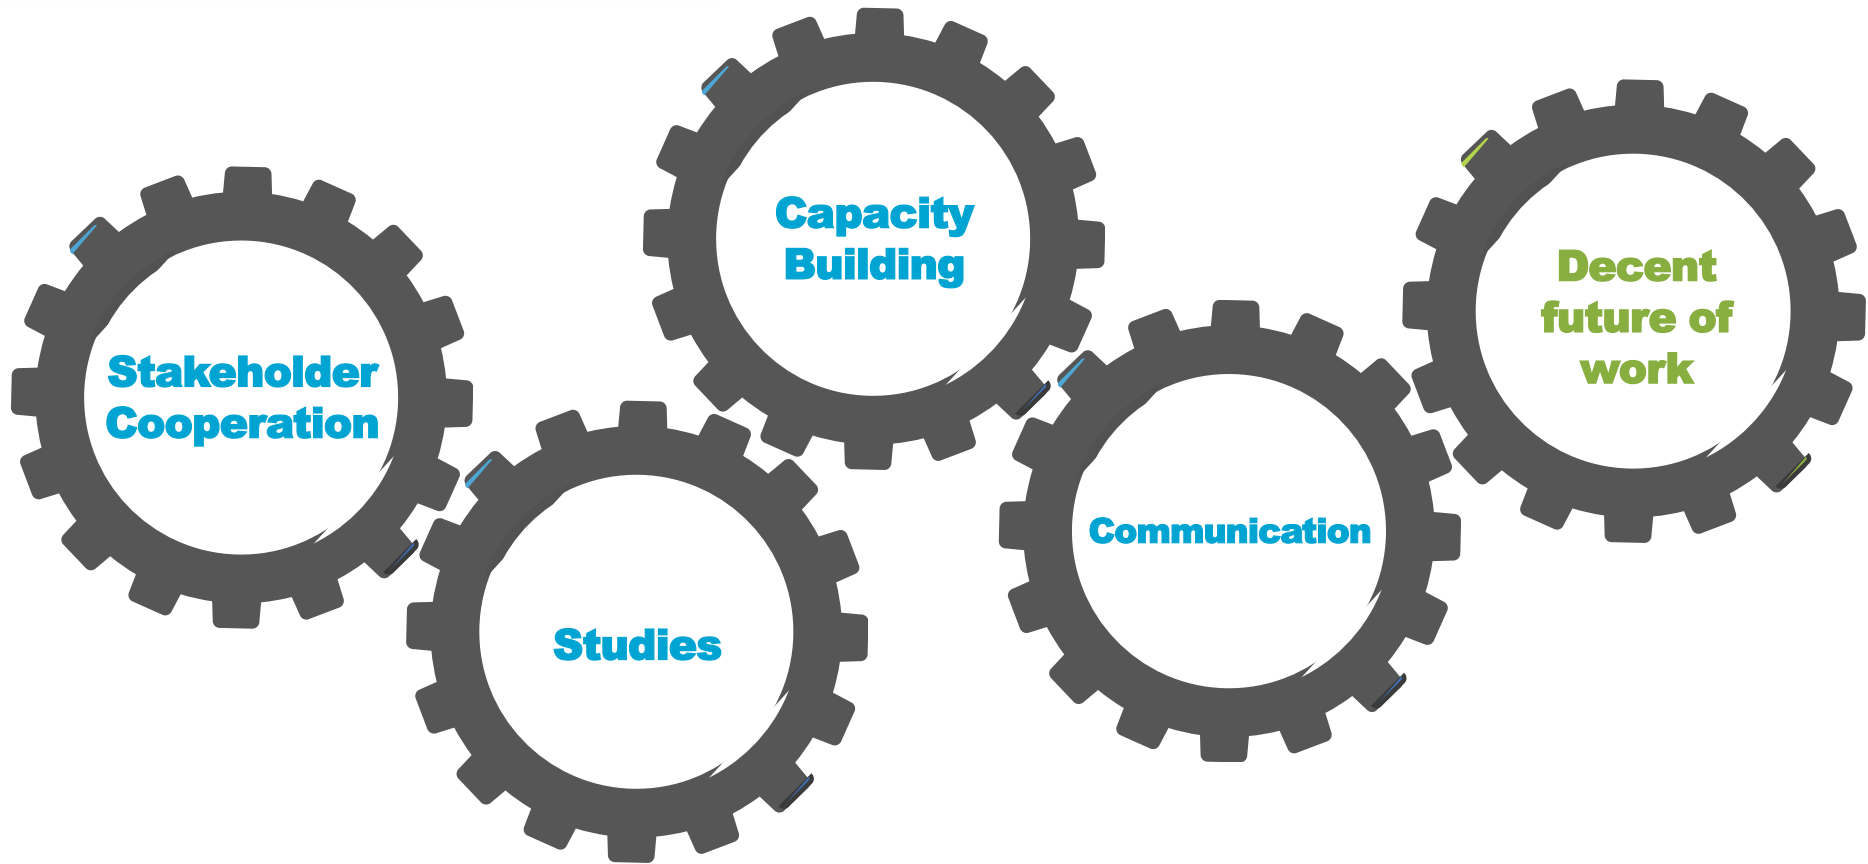 Stakeholder
Cooperation
Studies
Capacity
Building
Communication
Decent
future of
work